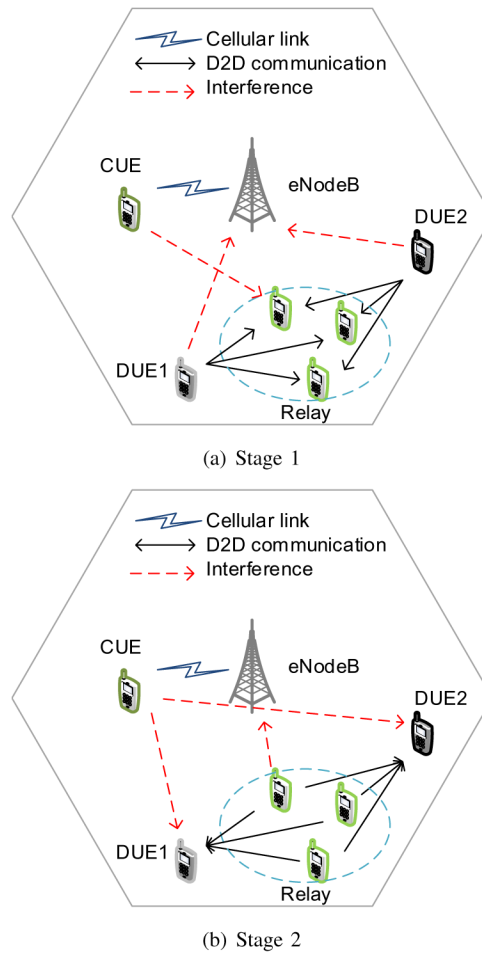 Cellular link
D2D communication
Interference
CUE
eNodeB
DUE2
DUE1
Relay
(a) Stage 1
Cellular link
D2D communication
Interference
CUE
eNodeB
DUE2
DUE1
Relay
(b) Stage 2